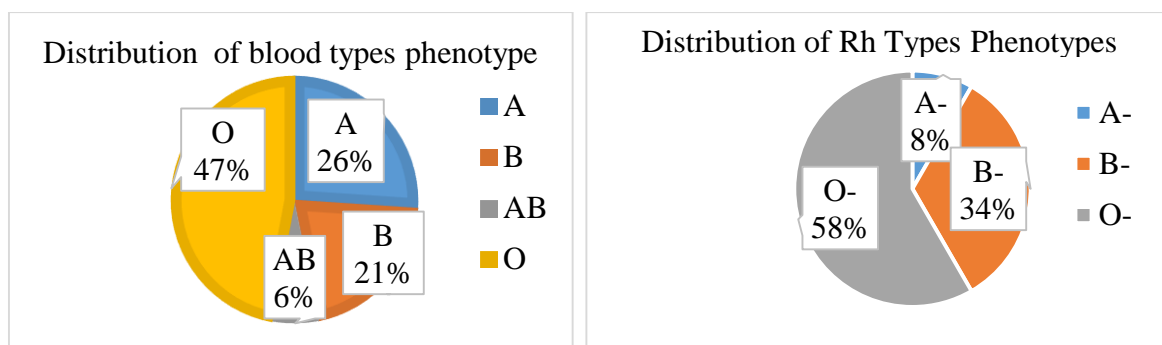 Distribution of blood types phenotype
O
47%
A
26%
B
21%
AB
6%
A
B
AB
O
Distribution of Rh Types Phenotypes
A-
8%
B-
34%
O-
58%
A-
B-
O-